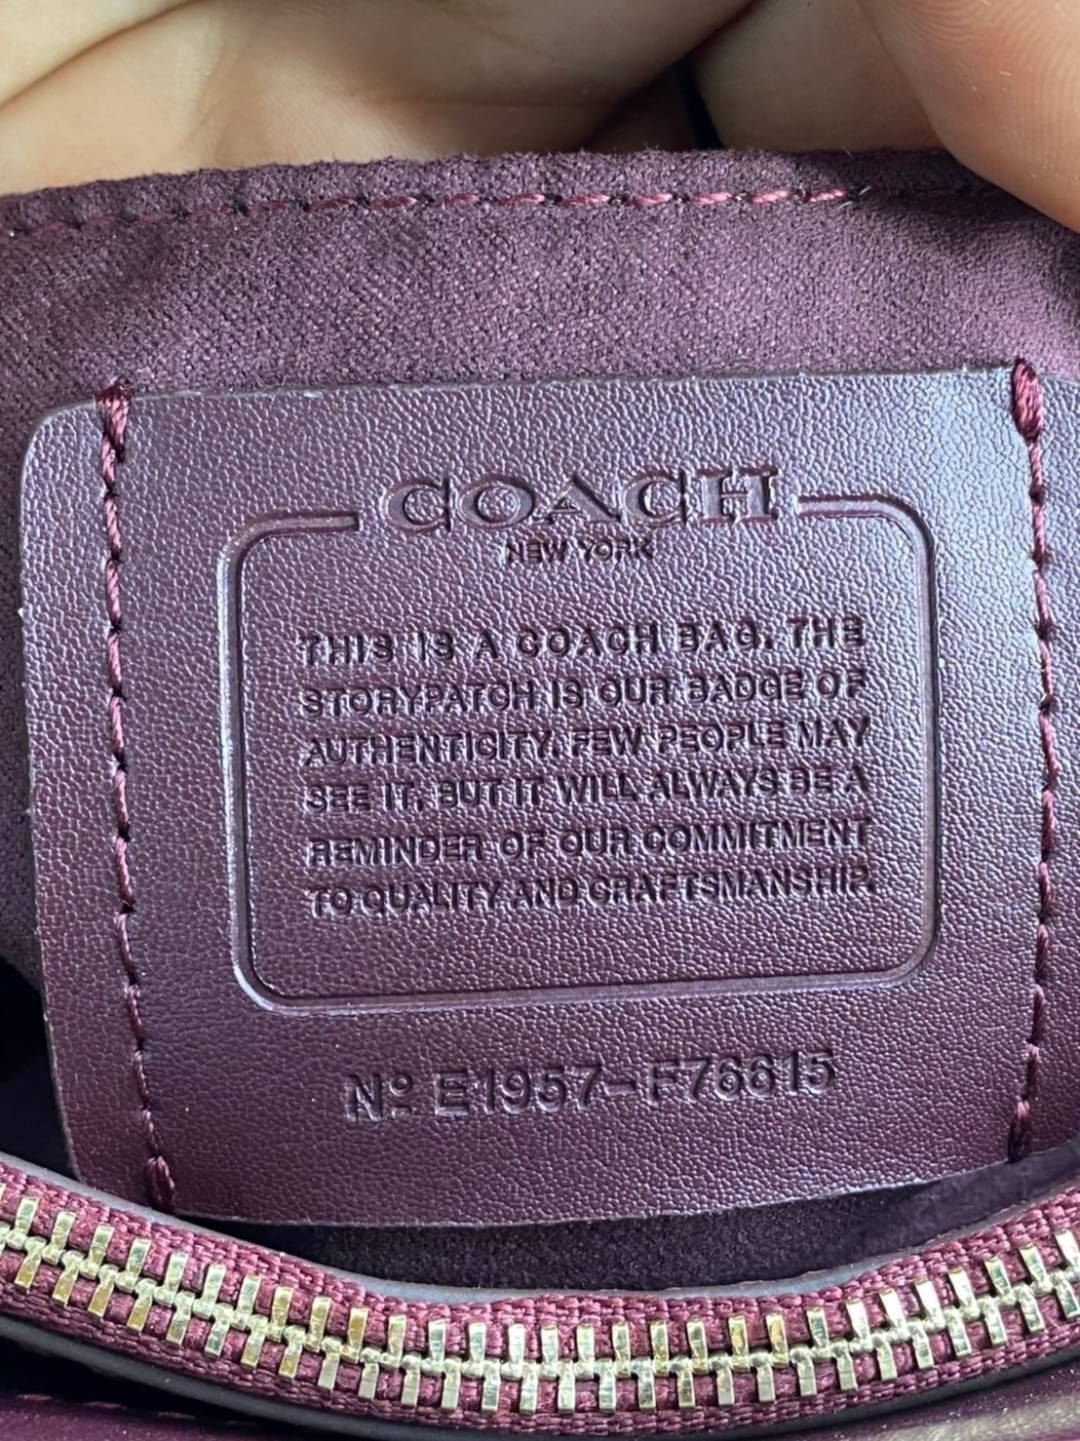 COACH
NEW YORK
THIS IS A COACH BAG. THE
STORYPATCH IS OUR BADGE OF
AUTHENTICITY. FEW PEOPLE MAY
SEE IT, BUT IT WILL ALWAYS BE A
REMINDER OF OUR COMMITMENT
TO QUALITY AND CRAFTSMANSHIP.
Nº E1957-F76615